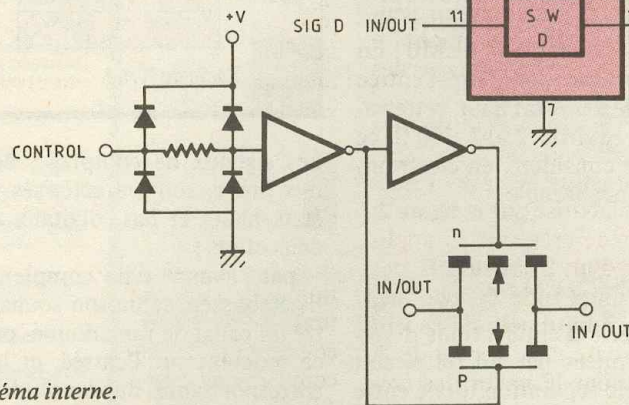 +V
SIG D IN/OUT
11
S W
D
7
CONTROL
n
IN/OUT
IN/OUT
P
éma interne.